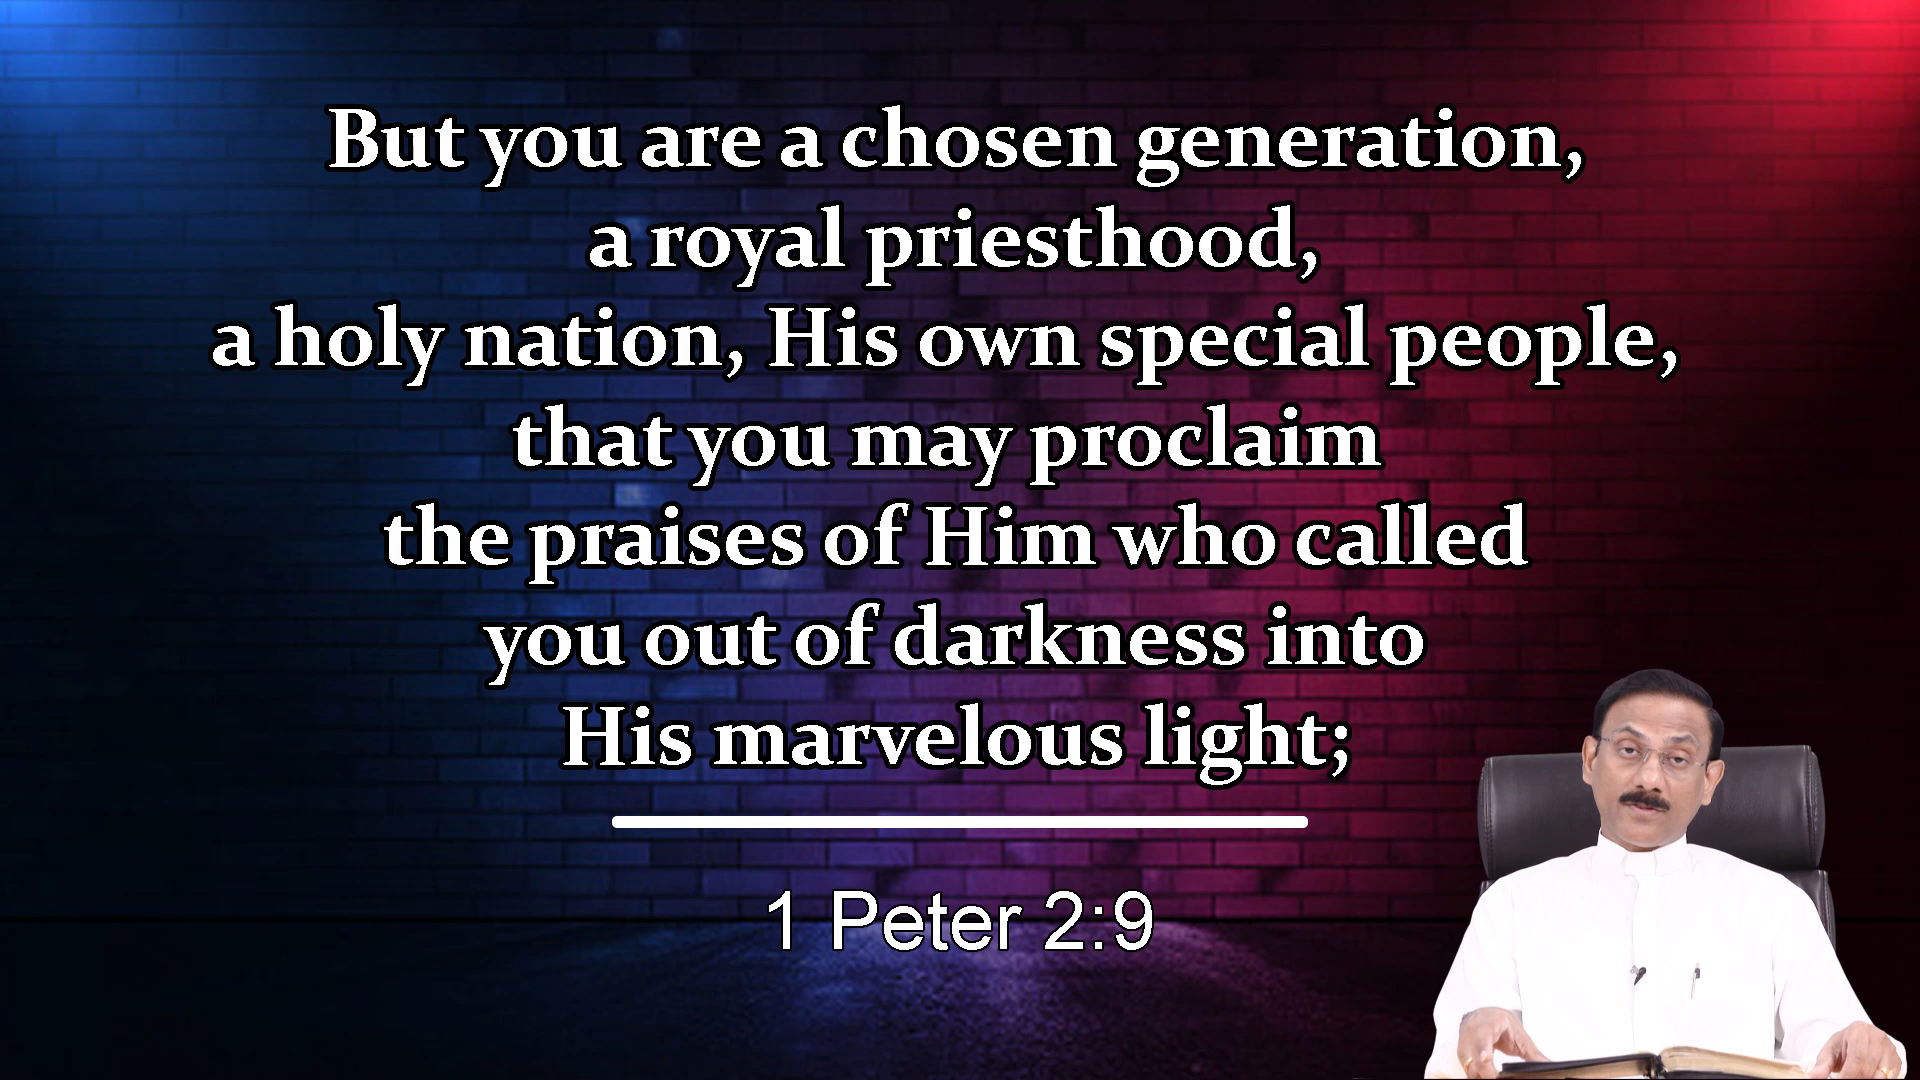 But you are a chosen generation,
a royal priesthood,
a holy nation, His own special people,
that you may proclaim
the praises of Him who called
you out of darkness into
His marvelous light;
1 Peter 2:9